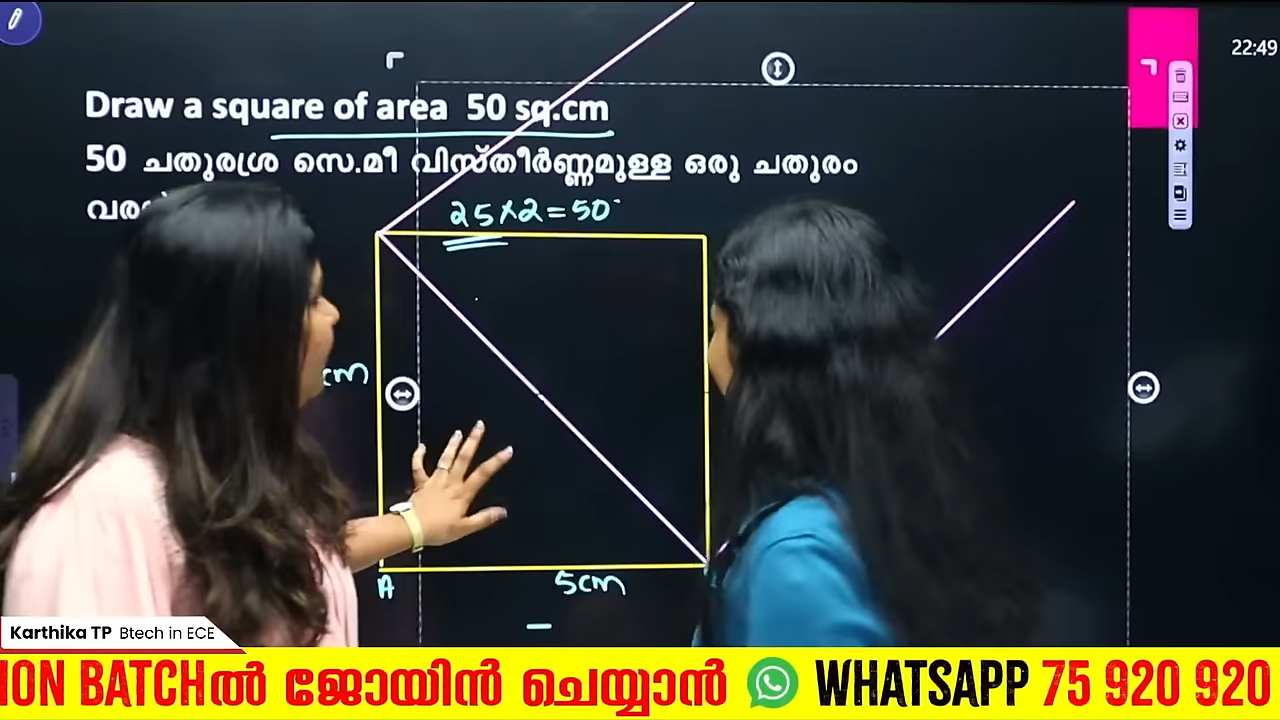 22:49
Draw a square of area 50 sq.cm
50 ചതുരശ്ര സെ.മീ വിസ്തീർണ്ണമുള്ള ഒരു ചതുരം
25×2=50
cm
A
5cm
Karthika TP Btech in ECE
ION BATCHൽ ജോയിൻ ചെയ്യാൻ WHATSAPP 75 920 920